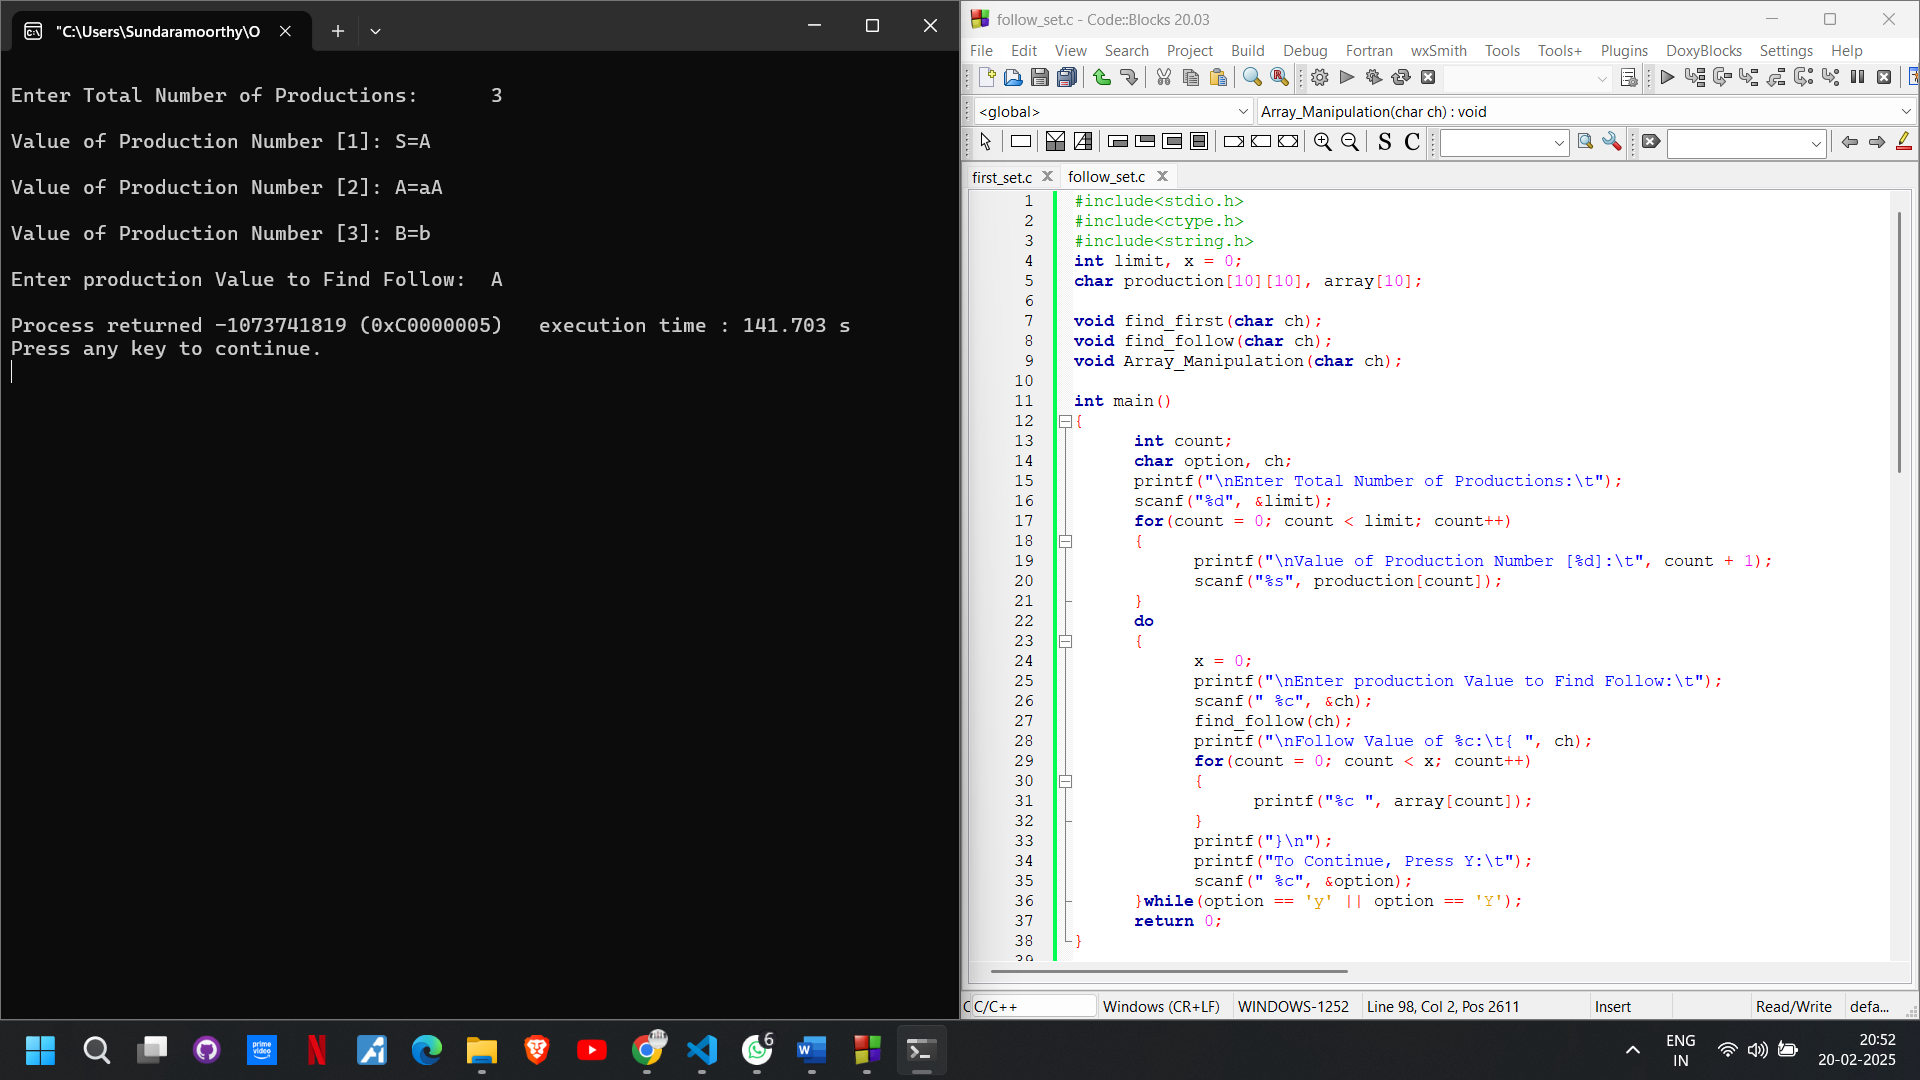 "C:\Users\Sundaramoorthy\O
Enter Total Number of Productions: 3
Value of Production Number [1]: S=A
Value of Production Number [2]: A=aA
Value of Production Number [3]: B=b
Enter production Value to Find Follow: A
Process returned -1073741819 (0xC0000005) execution time : 141.703 s
Press any key to continue.
follow_set.c - Code::Blocks 20.03
File Edit View Search Project Build Debug Fortran wxSmith Tools Tools+ Plugins DoxyBlocks Settings Help
<global> Array_Manipulation(char ch) : void
S C
first_set.c follow_set.c
1 #include<stdio.h>
2 #include<ctype.h>
3 #include<string.h>
4 int limit, x = 0;
5 char production[10][10], array[10];
6
7 void find_first(char ch);
8 void find_follow(char ch);
9 void Array_Manipulation(char ch);
10
11 int main()
12 {
13 int count;
14 char option, ch;
15 printf("\nEnter Total Number of Productions:\t");
16 scanf("%d", &limit);
17 for(count = 0; count < limit; count++)
18 {
19 printf("\nValue of Production Number [%d]:\t", count + 1);
20 scanf("%s", production[count]);
21 }
22 do
23 {
24 x = 0;
25 printf("\nEnter production Value to Find Follow:\t");
26 scanf(" %c", &ch);
27 find_follow(ch);
28 printf("\nFollow Value of %c:\t{ ", ch);
29 for(count = 0; count < x; count++)
30 {
31 printf("%c ", array[count]);
32 }
33 printf("}\n");
34 printf("To Continue, Press Y:\t");
35 scanf(" %c", &option);
36 }while(option == 'y' || option == 'Y');
37 return 0;
38 }
39
C C/C++ Windows (CR+LF) WINDOWS-1252 Line 98, Col 2, Pos 2611 Insert Read/Write defa...
prime video
6
ENG
IN
20:52
20-02-2025